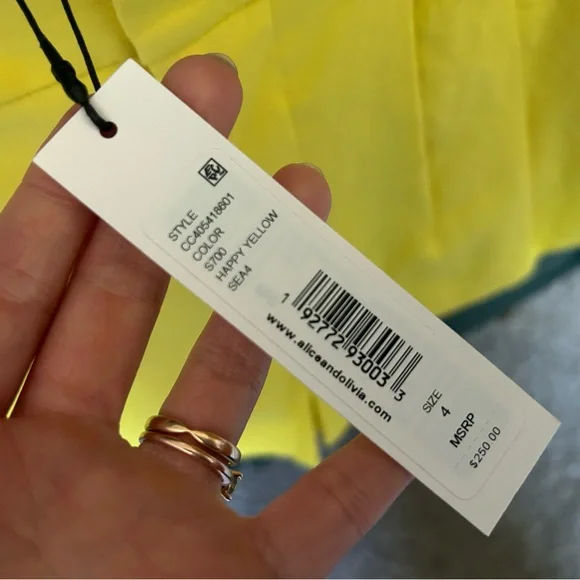 STYLE
CC405418601
COLOR
S700
HAPPY YELLOW
SEA4
1 92772 93003 3
www.aliceandolivia.com
SIZE
4
MSRP
$250.00